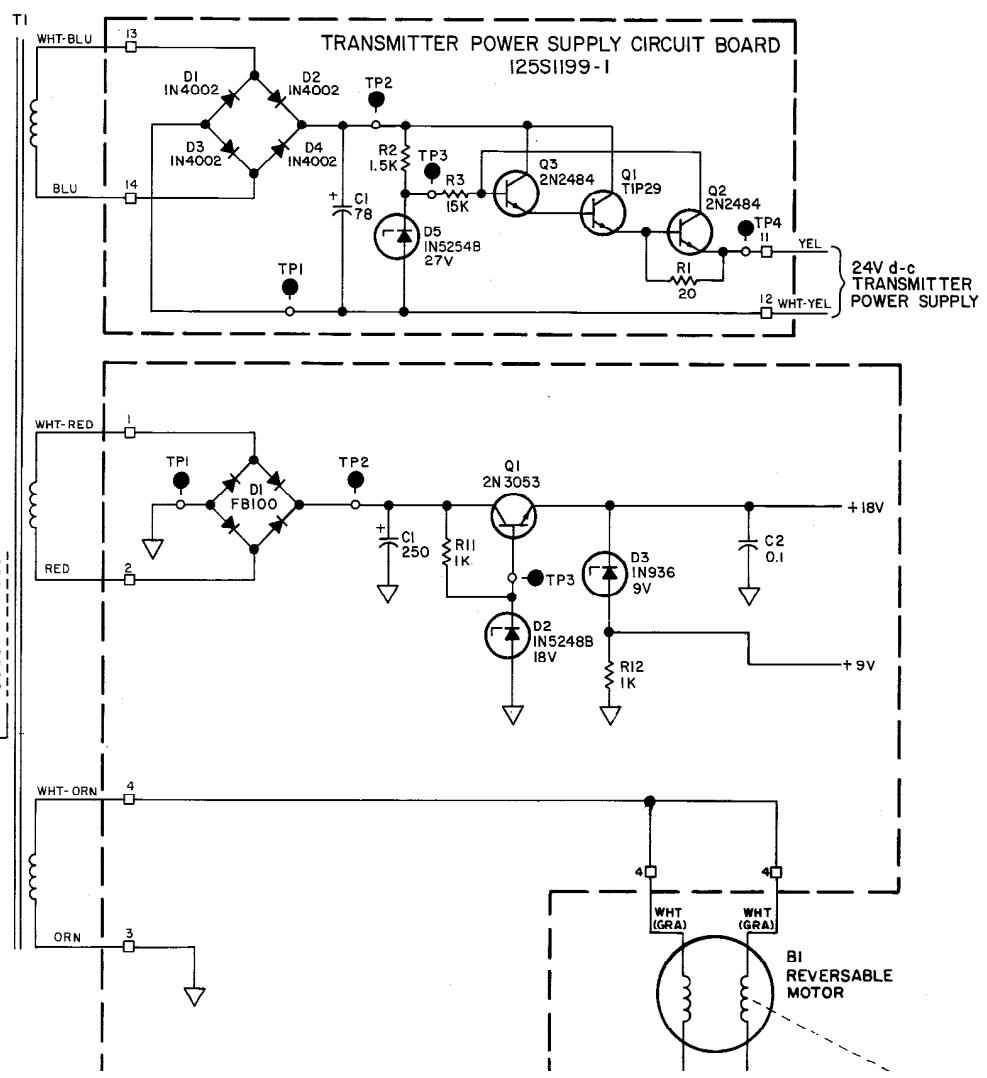 T1
WHT-BLU
13
TRANSMITTER POWER SUPPLY CIRCUIT BOARD
125S1199-1
D1
1N4002
D2
1N4002
TP2
D3
1N4002
D4
1N4002
R2
1.5K
TP3
R3
15K
Q3
2N2484
Q1
TIP29
Q2
2N2484
BLU
14
+
C1
78
D5
1N5254B
27V
TP4
11
YEL
R1
20
TP1
12
WHT-YEL
24V d-c
TRANSMITTER
POWER SUPPLY
WHT-RED
1
TP1
D1
FB100
TP2
Q1
2N3053
+18V
+
C1
250
R11
1K
C2
0.1
D3
1N936
9V
TP3
RED
2
D2
1N5248B
18V
R12
1K
+9V
WHT-ORN
4
4
4
WHT
(GRA)
WHT
(GRA)
ORN
3
B1
REVERSABLE
MOTOR